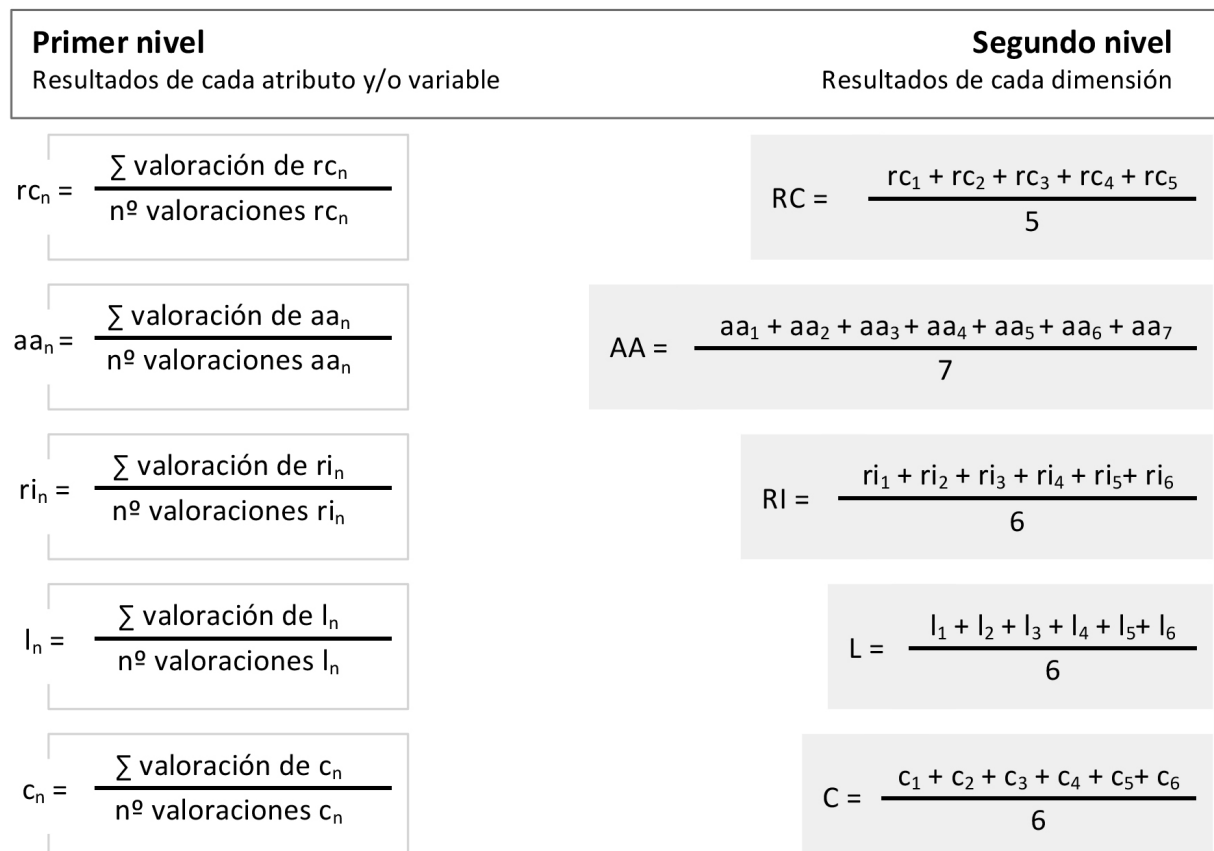 Primer nivel
Resultados de cada atributo y/o variable
Segundo nivel
Resultados de cada dimensión
rcₙ =
∑ valoración de rcₙ
nº valoraciones rcₙ
RC =
rc₁ + rc₂ + rc₃ + rc₄ + rc₅
5
aaₙ =
∑ valoración de aaₙ
nº valoraciones aaₙ
AA =
aa₁ + aa₂ + aa₃ + aa₄ + aa₅ + aa₆ + aa₇
7
riₙ =
∑ valoración de riₙ
nº valoraciones riₙ
RI =
ri₁ + ri₂ + ri₃ + ri₄ + ri₅+ ri₆
6
lₙ =
∑ valoración de lₙ
nº valoraciones lₙ
L =
l₁ + l₂ + l₃ + l₄ + l₅+ l₆
6
cₙ =
∑ valoración de cₙ
nº valoraciones cₙ
C =
c₁ + c₂ + c₃ + c₄ + c₅+ c₆
6